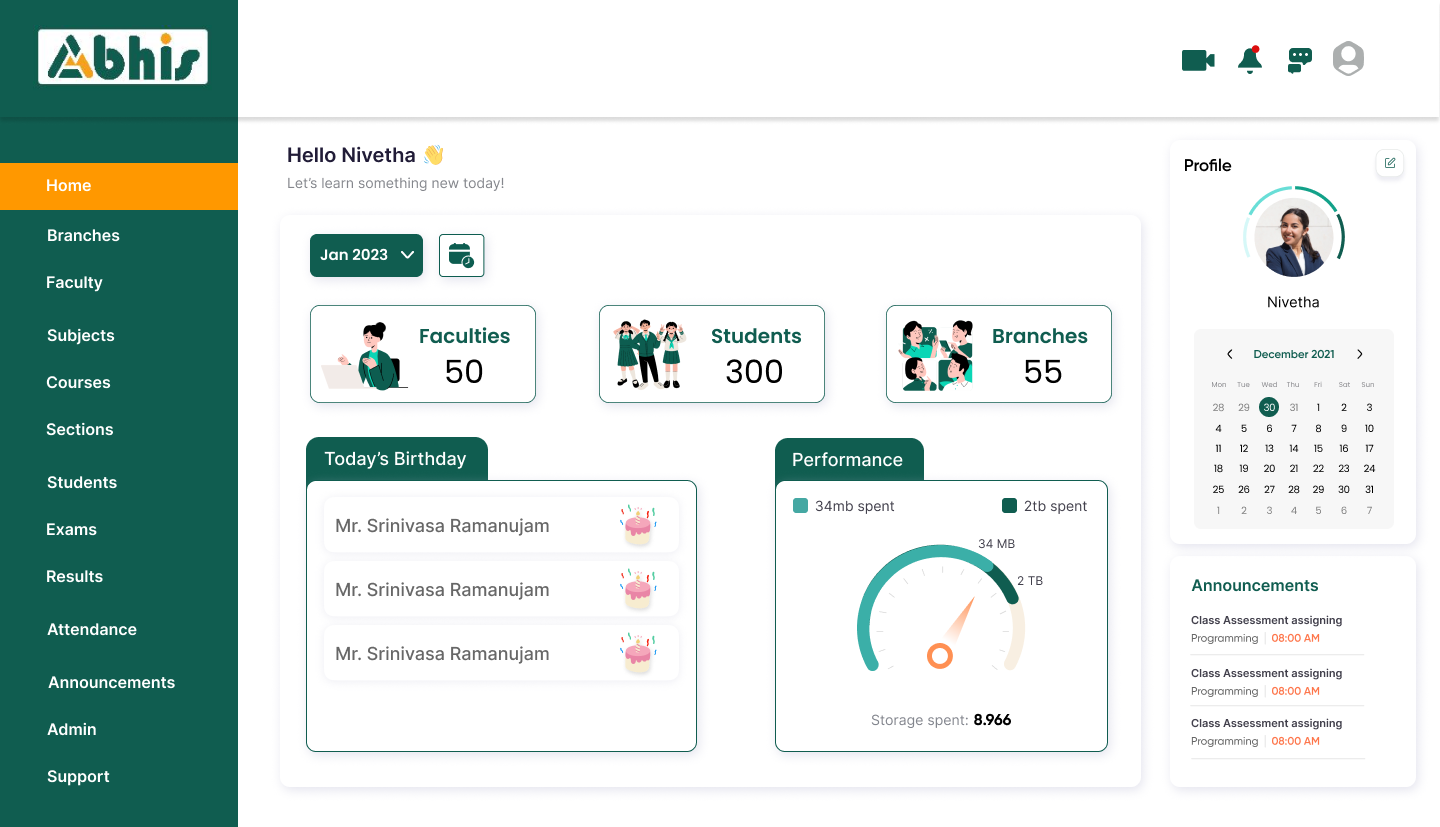 Abhis
Home
Branches
Faculty
Subjects
Courses
Sections
Students
Exams
Results
Attendance
Announcements
Admin
Support
Hello Nivetha 👋
Let's learn something new today!
Jan 2023
Faculties
50
Students
300
Branches
55
Today's Birthday
Mr. Srinivasa Ramanujam
Mr. Srinivasa Ramanujam
Mr. Srinivasa Ramanujam
Performance
34mb spent 2tb spent
34 MB
2 TB
Storage spent: 8.966
Profile
Nivetha
December 2021
Mon Tue Wed Thu Fri Sat Sun
28 29 30 31 1 2 3
4 5 6 7 8 9 10
11 12 13 14 15 16 17
18 19 20 21 22 23 24
25 26 27 28 29 30 31
1 2 3 4 5 6 7
Announcements
Class Assessment assigning
Programming | 08:00 AM
Class Assessment assigning
Programming | 08:00 AM
Class Assessment assigning
Programming | 08:00 AM